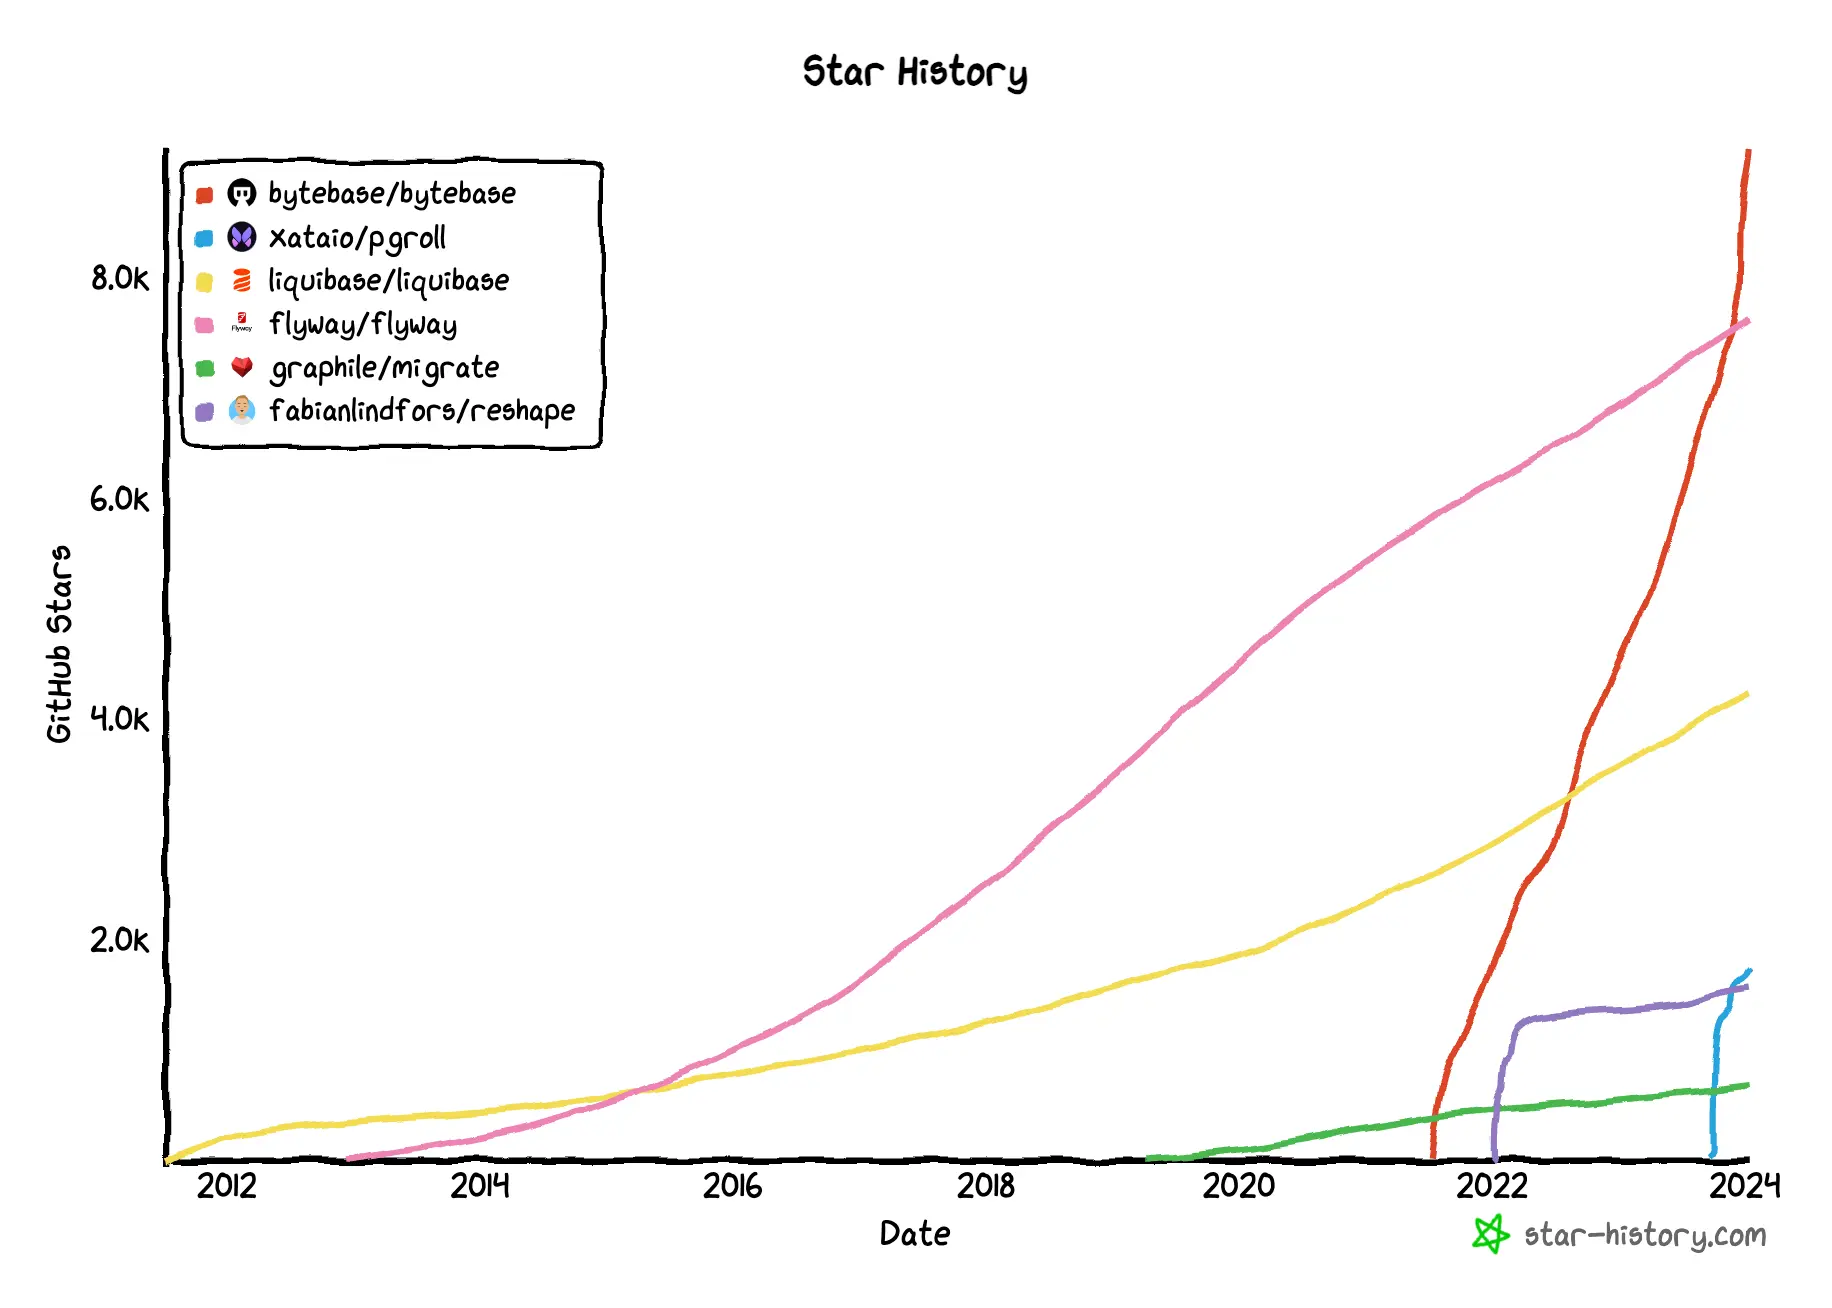 Star History
bytebase/bytebase
xataio/pgroll
liquibase/liquibase
Flyway
flyway/flyway
graphile/migrate
fabianlindfors/reshape
8.0k
6.0k
4.0k
2.0k
GitHub Stars
2012 2014 2016 2018 2020 2022 2024
Date
star-history.com